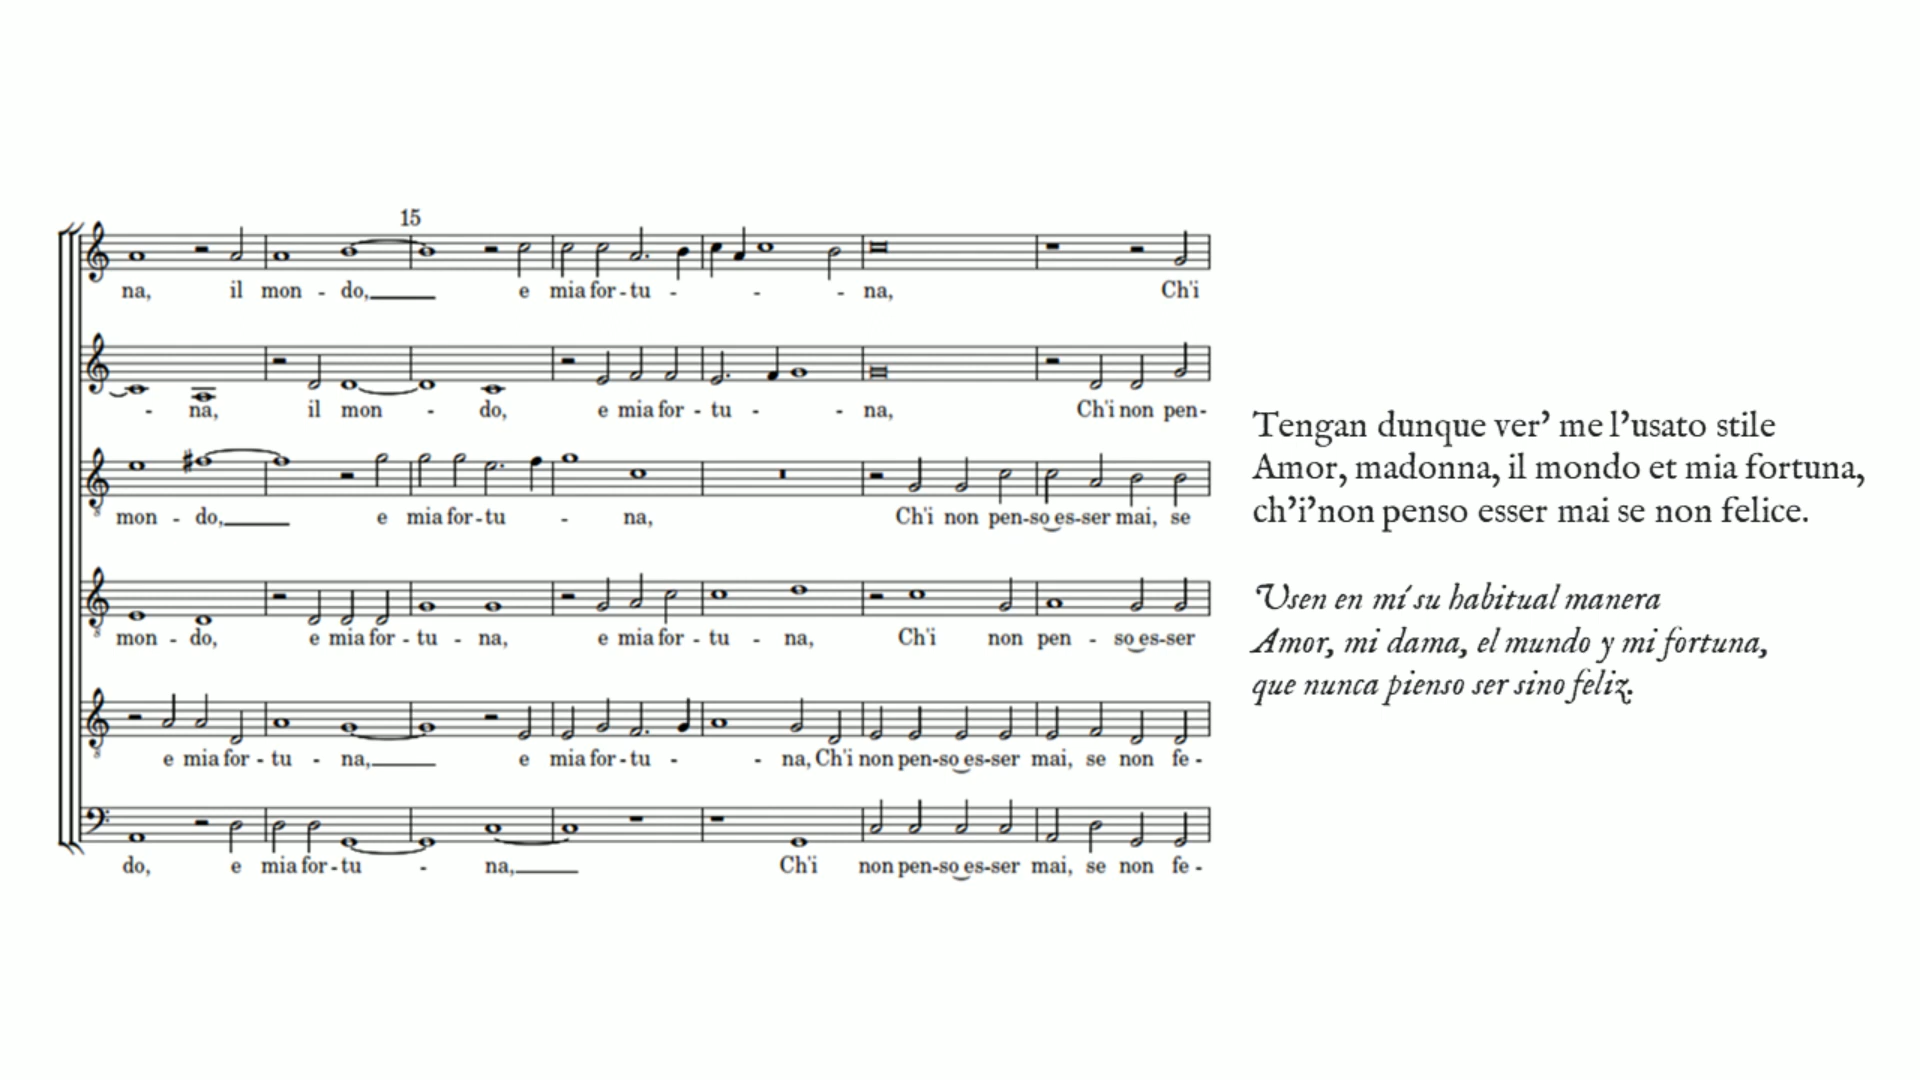 15
na, il mon - do, e mia for - tu - - - na, Ch'i
- na, il mon - do, e mia for - tu - - na, Ch'i non pen-
mon - do, e mia for - tu - na, Ch'i non pen-so es-ser mai, se
mon - do, e mia for - tu - na, e mia for - tu - na, Ch'i non pen - so es-ser
e mia for - tu - na, e mia for - tu - - na, Ch'i non pen-so es-ser mai, se non fe -
do, e mia for - tu - na, Ch'i non pen-so es-ser mai, se non fe -
Tengan dunque ver' me l'usato stile
Amor, madonna, il mondo et mia fortuna,
ch'i'non penso esser mai se non felice.
Usen en mí su habitual manera
Amor, mi dama, el mundo y mi fortuna,
que nunca pienso ser sino feliz.